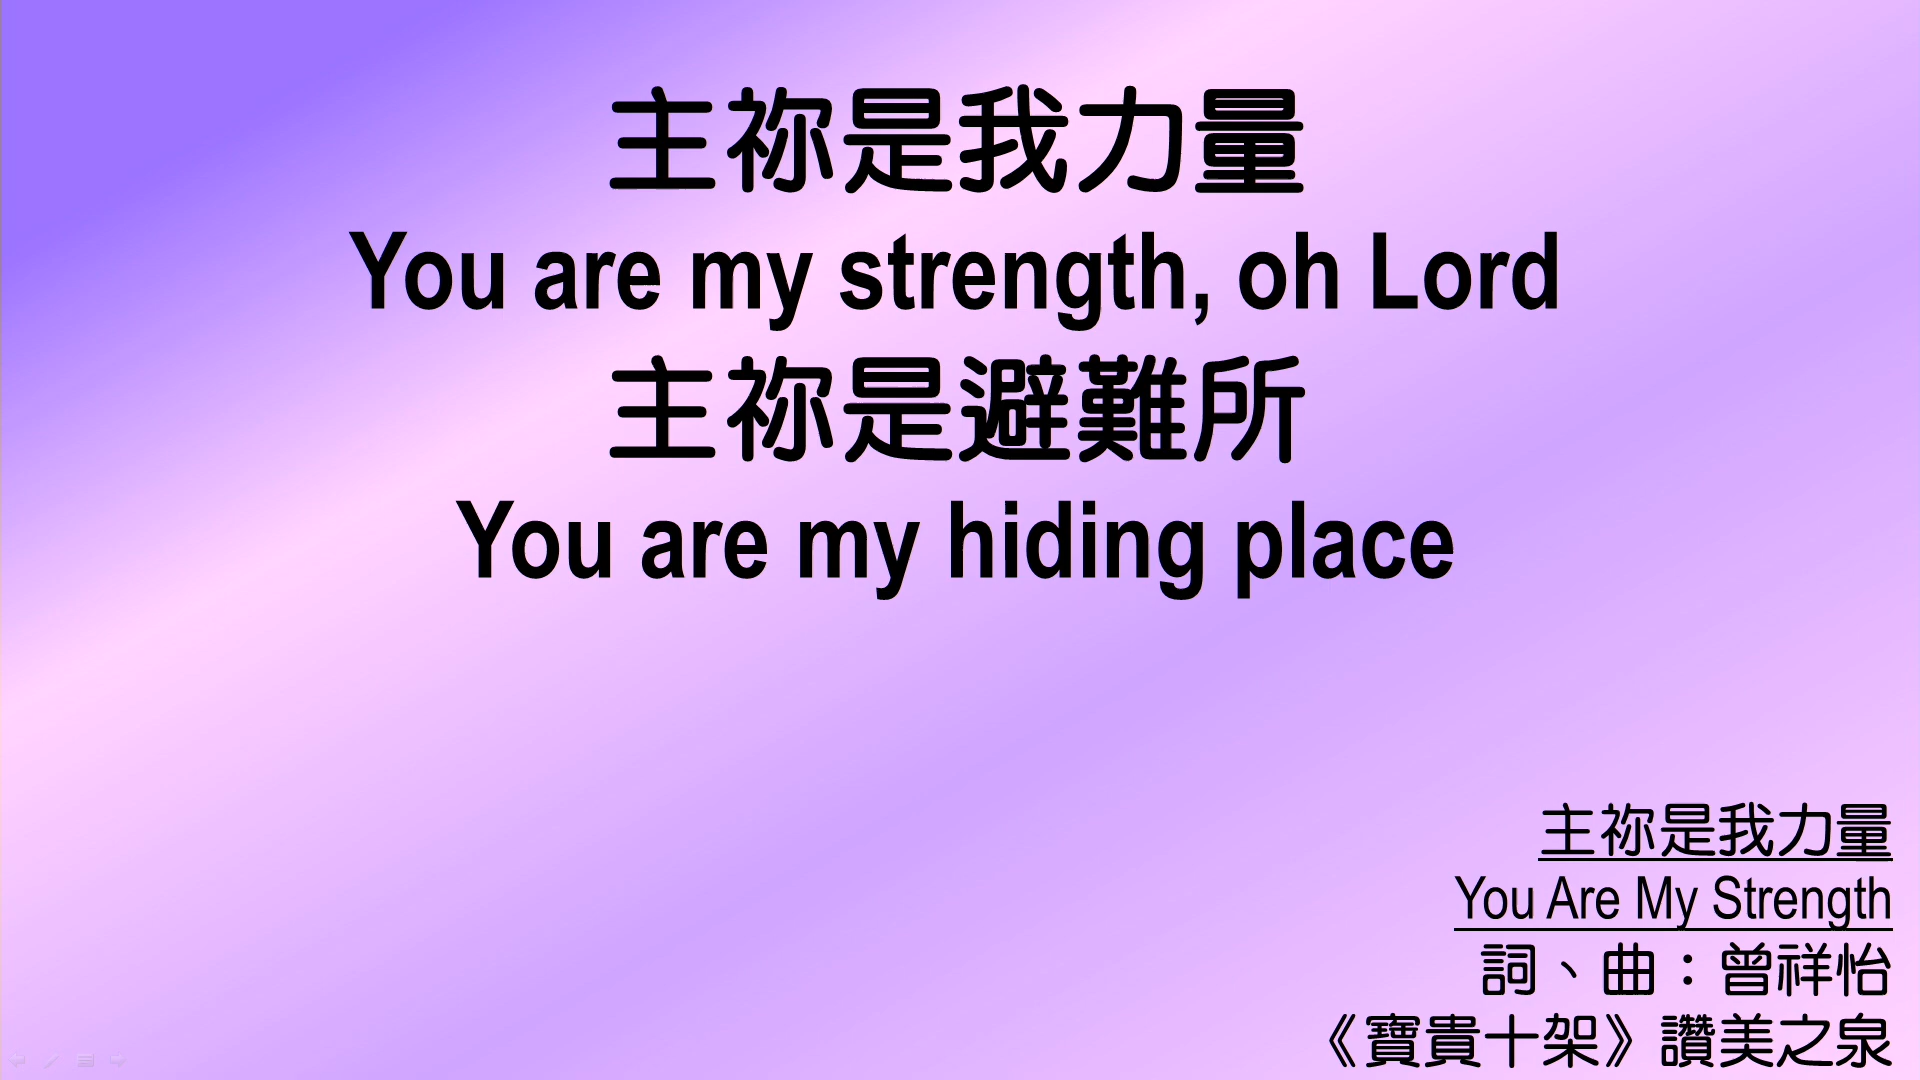 主祢是我力量
You are my strength, oh Lord
主祢是避難所
You are my hiding place
主祢是我力量
You Are My Strength
詞、曲：曾祥怡
《寶貴十架》讚美之泉